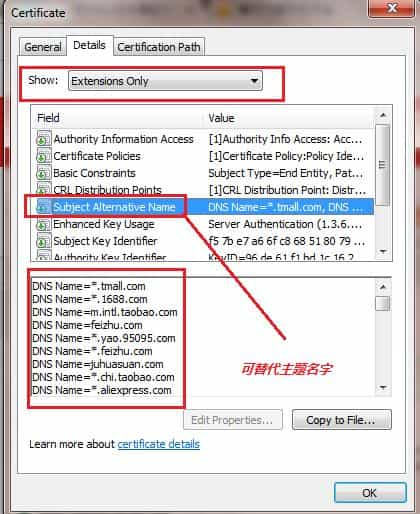 Certificate
General Details Certification Path
Show: Extensions Only
Field Value
Authority Information Access [1]Authority Info Access: Acc...
Certificate Policies [1]Certificate Policy:Policy Ide...
Basic Constraints Subject Type=End Entity, Pat...
CRL Distribution Points [1]CRL Distribution Point: Distri...
Subject Alternative Name DNS Name=*.tmall.com, DNS ...
Enhanced Key Usage Server Authentication (1.3.6....
Subject Key Identifier f5 7b e7 a6 6f c8 68 51 80 79 ...
Authority Key Identifier KeyID=96 de 61 f1 bd 1c 16 2...
DNS Name=*.tmall.com
DNS Name=*.1688.com
DNS Name=m.intl.taobao.com
DNS Name=feizhu.com
DNS Name=*.yao.95095.com
DNS Name=*.feizhu.com
DNS Name=juhuasuan.com
DNS Name=*.chi.taobao.com
DNS Name=*.aliexpress.com
可替代主题名字
Edit Properties... Copy to File...
Learn more about certificate details
OK